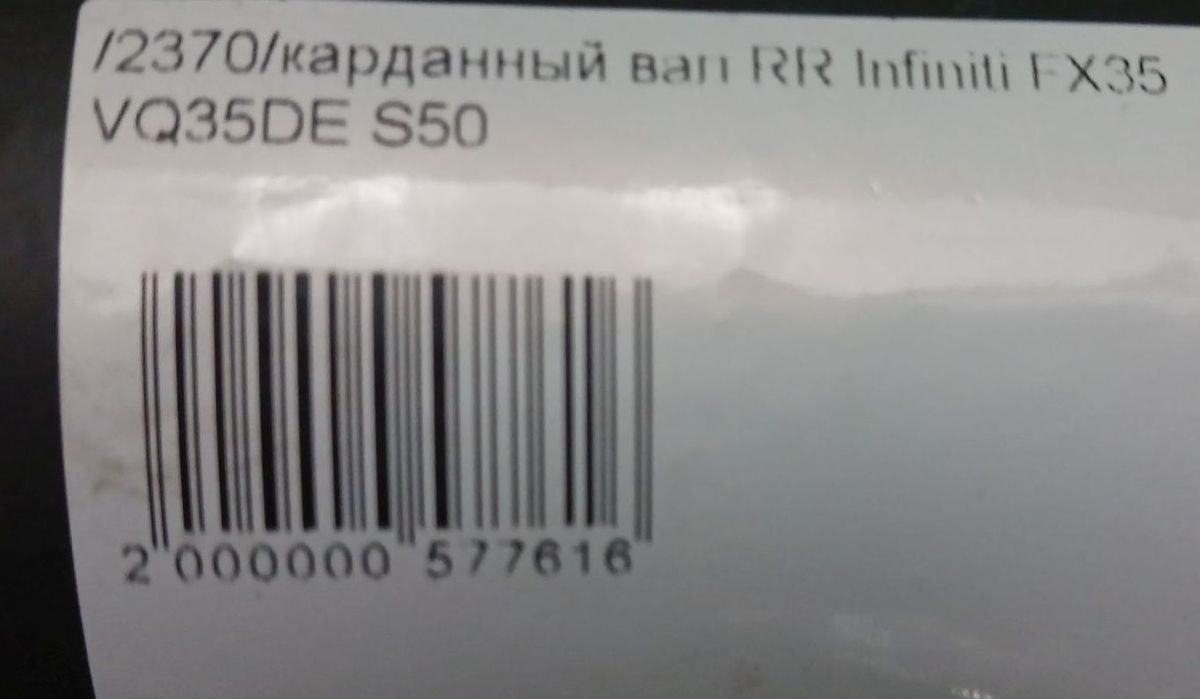 /2370/карданный вал RR Infiniti FX35
VQ35DE S50
2 000000 577616